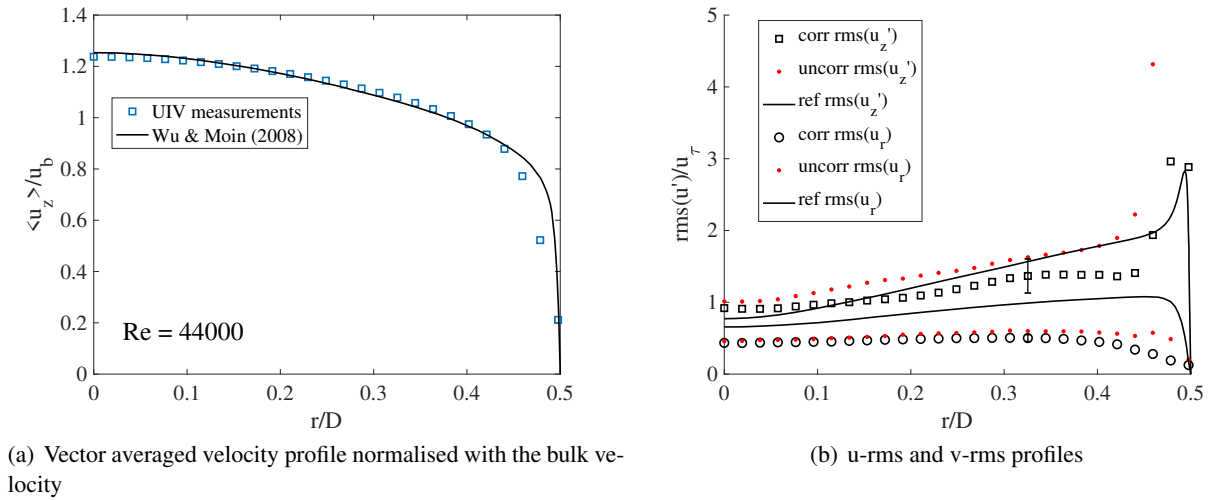 1.4
1.2
1
0.8
0.6
0.4
0.2
0
<u_z>/u_b
UIV measurements
Wu & Moin (2008)
Re = 44000
0 0.1 0.2 0.3 0.4 0.5
r/D
(a) Vector averaged velocity profile normalised with the bulk ve-
locity
5
4
3
2
1
0
rms(u')/u_τ
corr rms(u_z')
uncorr rms(u_z')
ref rms(u_z')
corr rms(u_r)
uncorr rms(u_r)
ref rms(u_r)
0 0.1 0.2 0.3 0.4 0.5
r/D
(b) u-rms and v-rms profiles